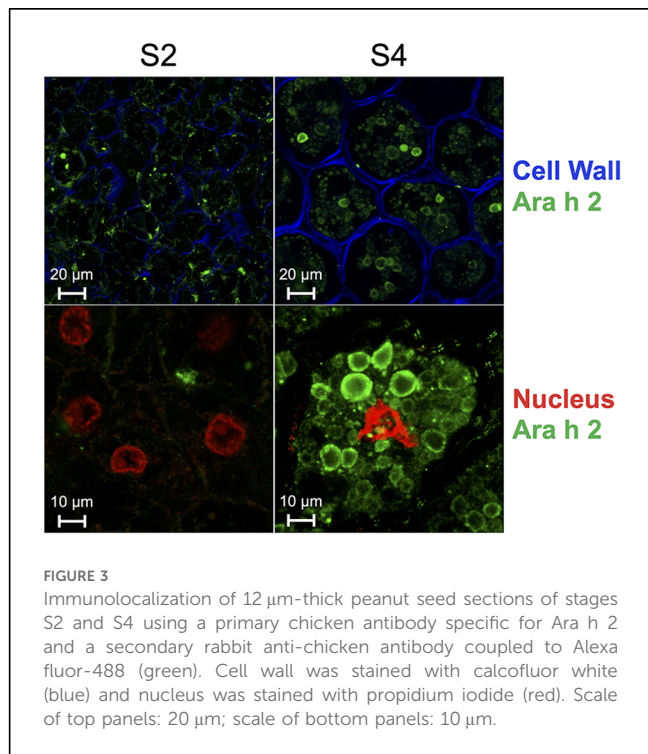 S2 S4
Cell Wall
Ara h 2
20 μm 20 μm
Nucleus
Ara h 2
10 μm 10 μm
FIGURE 3
Immunolocalization of 12 μm-thick peanut seed sections of stages
S2 and S4 using a primary chicken antibody specific for Ara h 2
and a secondary rabbit anti-chicken antibody coupled to Alexa
fluor-488 (green). Cell wall was stained with calcofluor white
(blue) and nucleus was stained with propidium iodide (red). Scale
of top panels: 20 μm; scale of bottom panels: 10 μm.